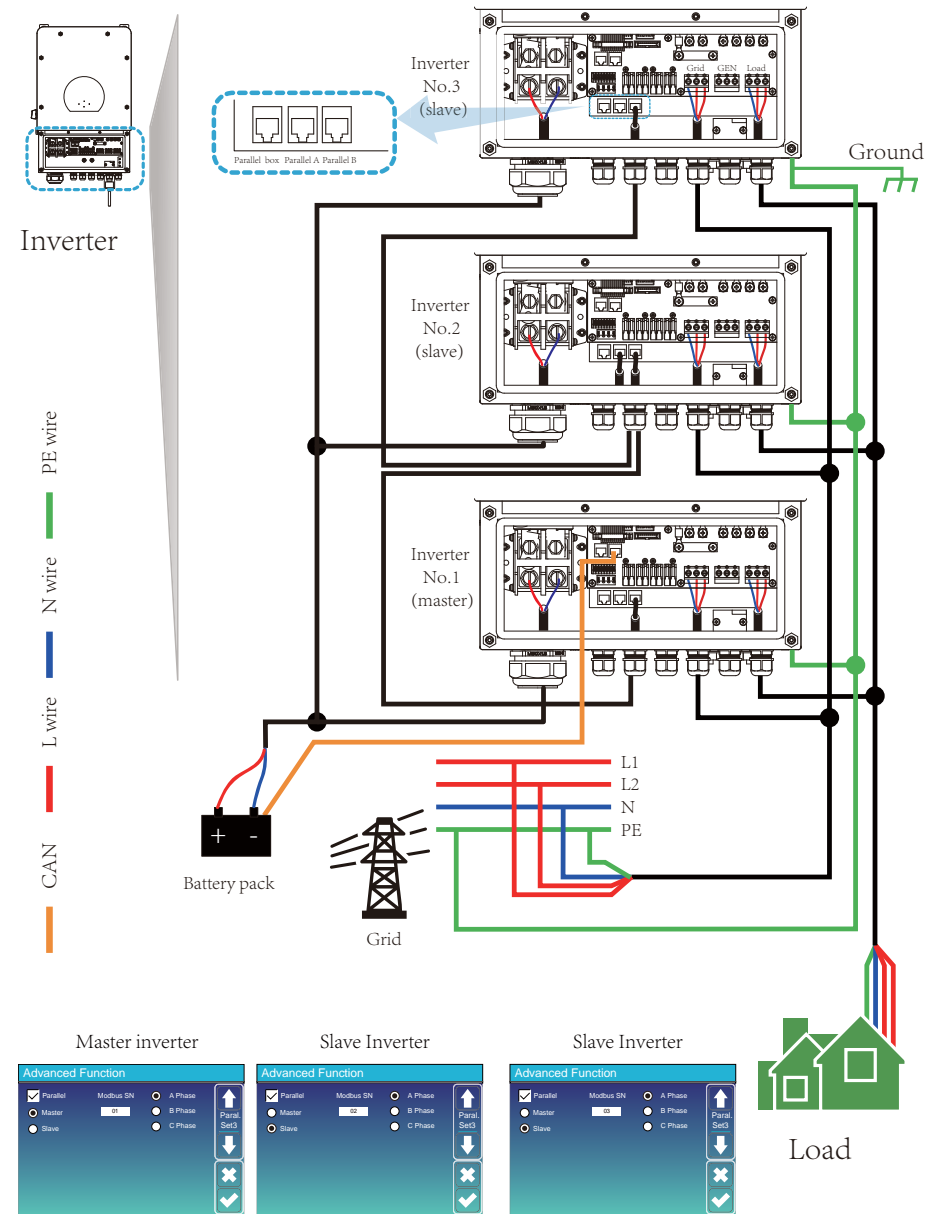 Inverter
Parallel box Parallel A Parallel B
Inverter
No.3
(slave)
Grid GEN Load
Ground
Inverter
No.2
(slave)
Inverter
No.1
(master)
PE wire
N wire
L wire
CAN
L1
L2
N
PE
+ -
Battery pack
Grid
Load
Master inverter
Advanced Function
Parallel Modbus SN A Phase
Master 01 B Phase
Slave C Phase
Paral.
Set3
Slave Inverter
Advanced Function
Parallel Modbus SN A Phase
Master 02 B Phase
Slave C Phase
Paral.
Set3
Slave Inverter
Advanced Function
Parallel Modbus SN A Phase
Master 03 B Phase
Slave C Phase
Paral.
Set3